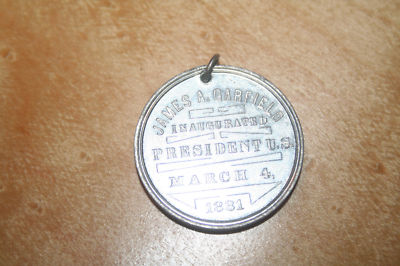 JAMES A. GARFIELD
INAUGURATED
PRESIDENT U.S.
MARCH 4,
1881